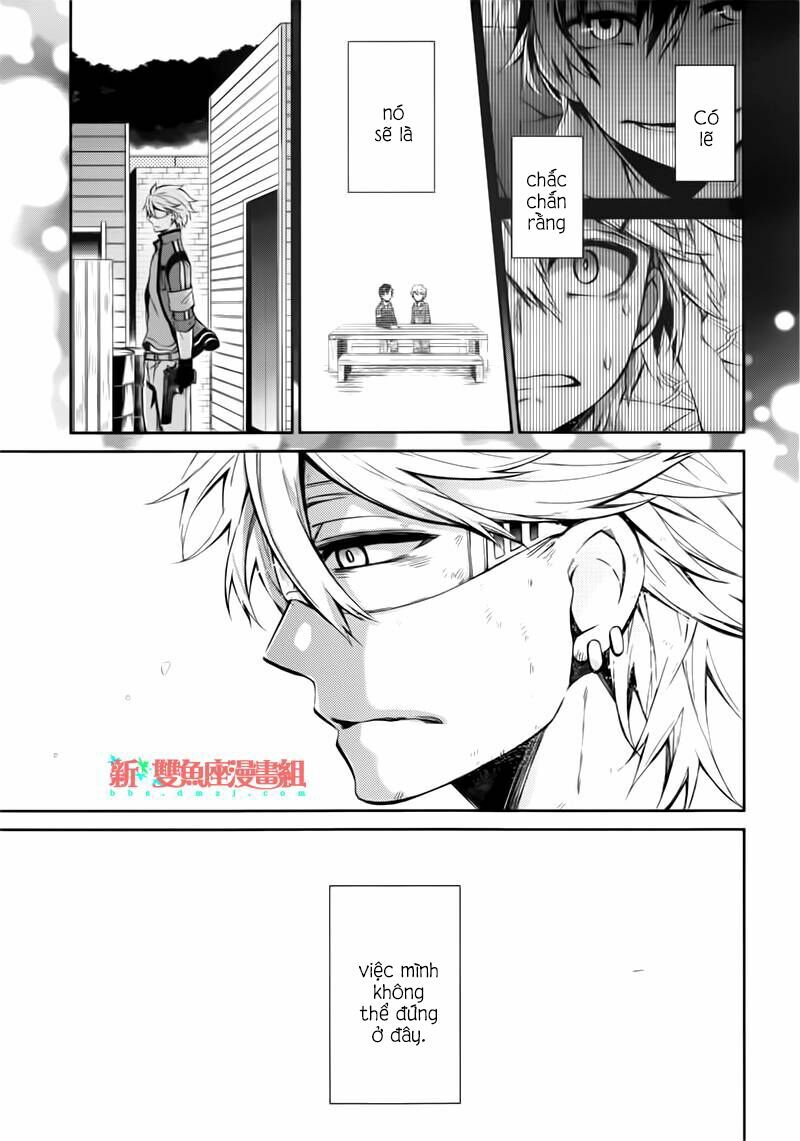 Có
lẽ
chắc
chắn
rằng
nó
sẽ là
新✦雙魚座漫畫組
bbs.dmzj.com
việc mình
không
thể đứng
ở đây.